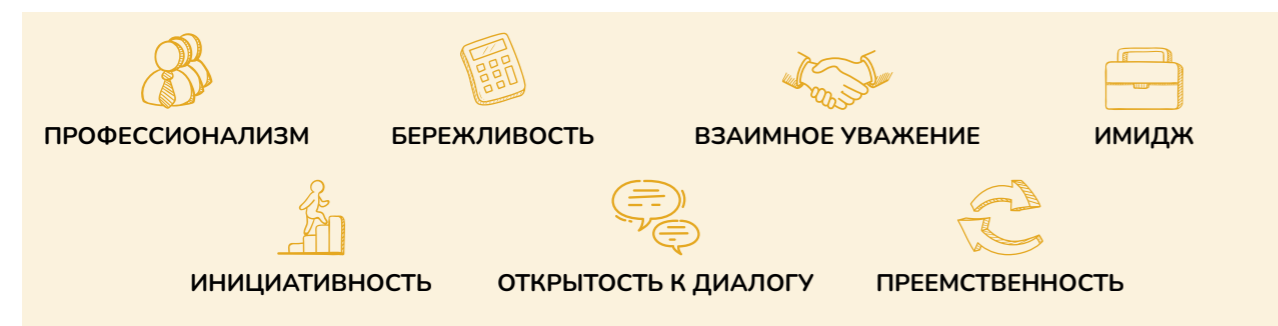 ПРОФЕССИОНАЛИЗМ
БЕРЕЖЛИВОСТЬ
ВЗАИМНОЕ УВАЖЕНИЕ
ИМИДЖ
ИНИЦИАТИВНОСТЬ
ОТКРЫТОСТЬ К ДИАЛОГУ
ПРЕЕМСТВЕННОСТЬ